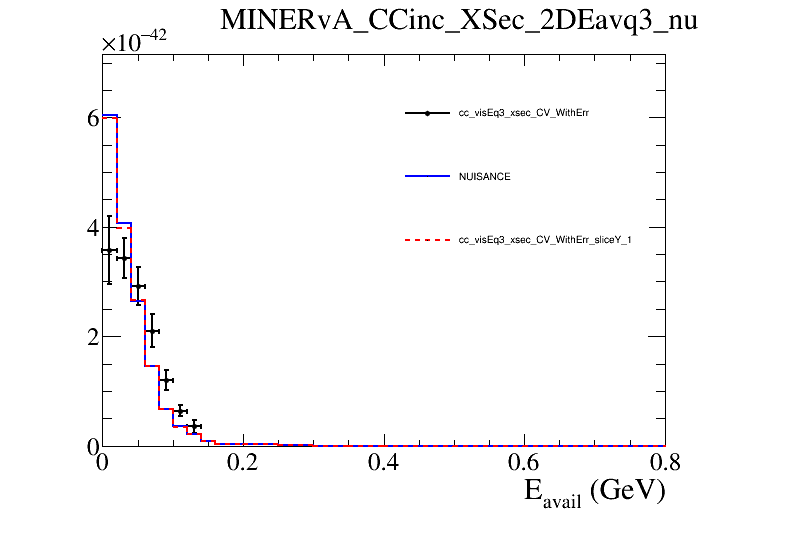 MINERvA_CCinc_XSec_2DEavq3_nu
×10−42
6
4
2
0
cc_visEq3_xsec_CV_WithErr
NUISANCE
cc_visEq3_xsec_CV_WithErr_sliceY_1
0 0.2 0.4 0.6 0.8
Eavail (GeV)